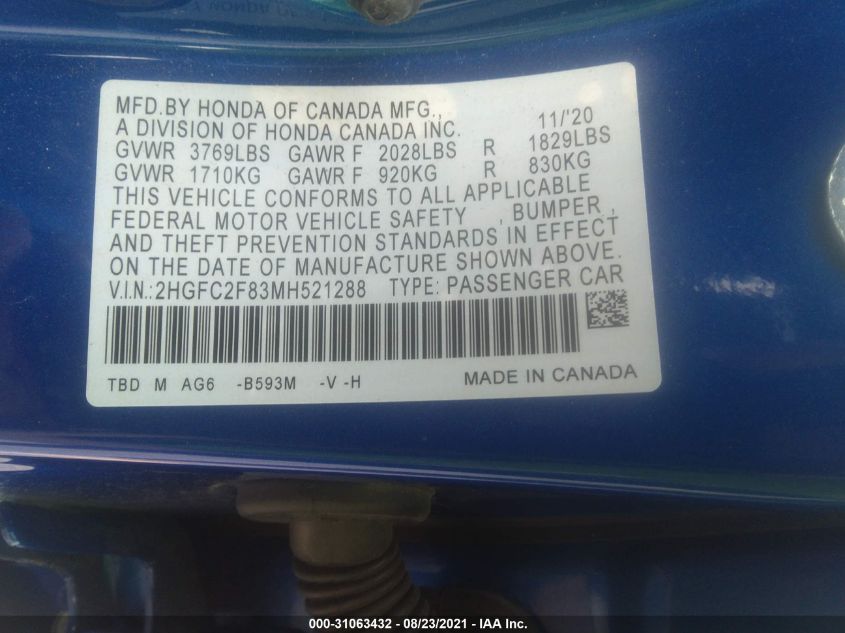 MFD.BY HONDA OF CANADA MFG., 11/'20
A DIVISION OF HONDA CANADA INC.
GVWR 3769LBS GAWR F 2028LBS R 1829LBS
GVWR 1710KG GAWR F 920KG R 830KG
THIS VEHICLE CONFORMS TO ALL APPLICABLE
FEDERAL MOTOR VEHICLE SAFETY , BUMPER ,
AND THEFT PREVENTION STANDARDS IN EFFECT
ON THE DATE OF MANUFACTURE SHOWN ABOVE.
V.I.N.:2HGFC2F83MH521288 TYPE: PASSENGER CAR
TBD M AG6 -B593M -V -H MADE IN CANADA
000-31063432 - 08/23/2021 - IAA Inc.